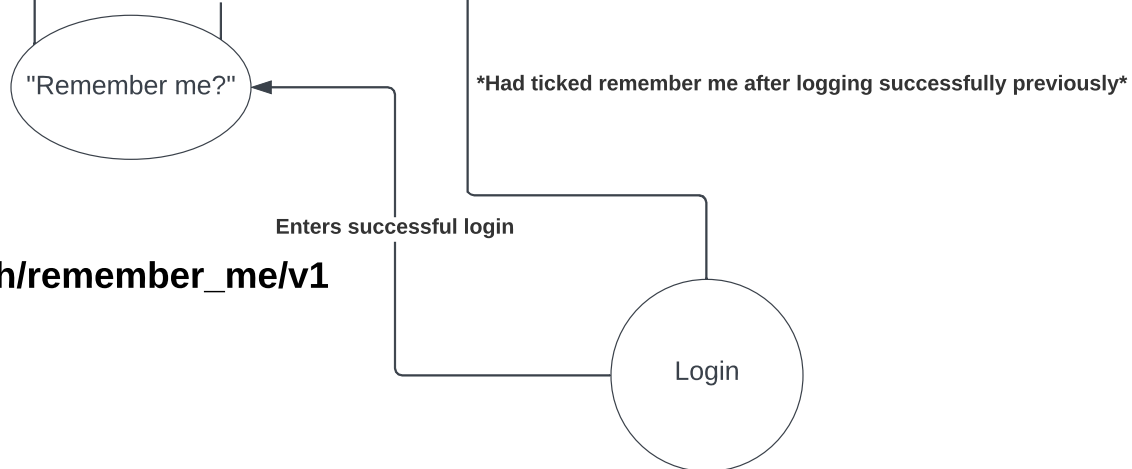 "Remember me?"
*Had ticked remember me after logging successfully previously*
Enters successful login
h/remember_me/v1
Login